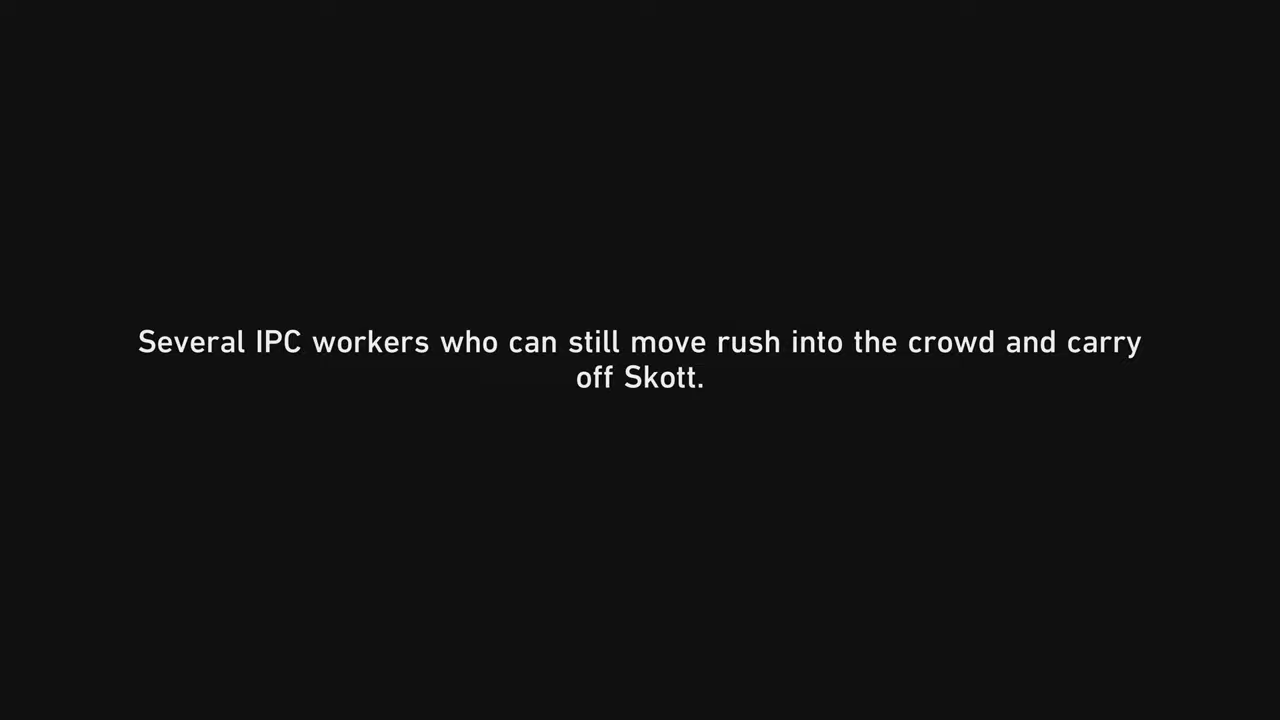 Several IPC workers who can still move rush into the crowd and carry
off Skott.